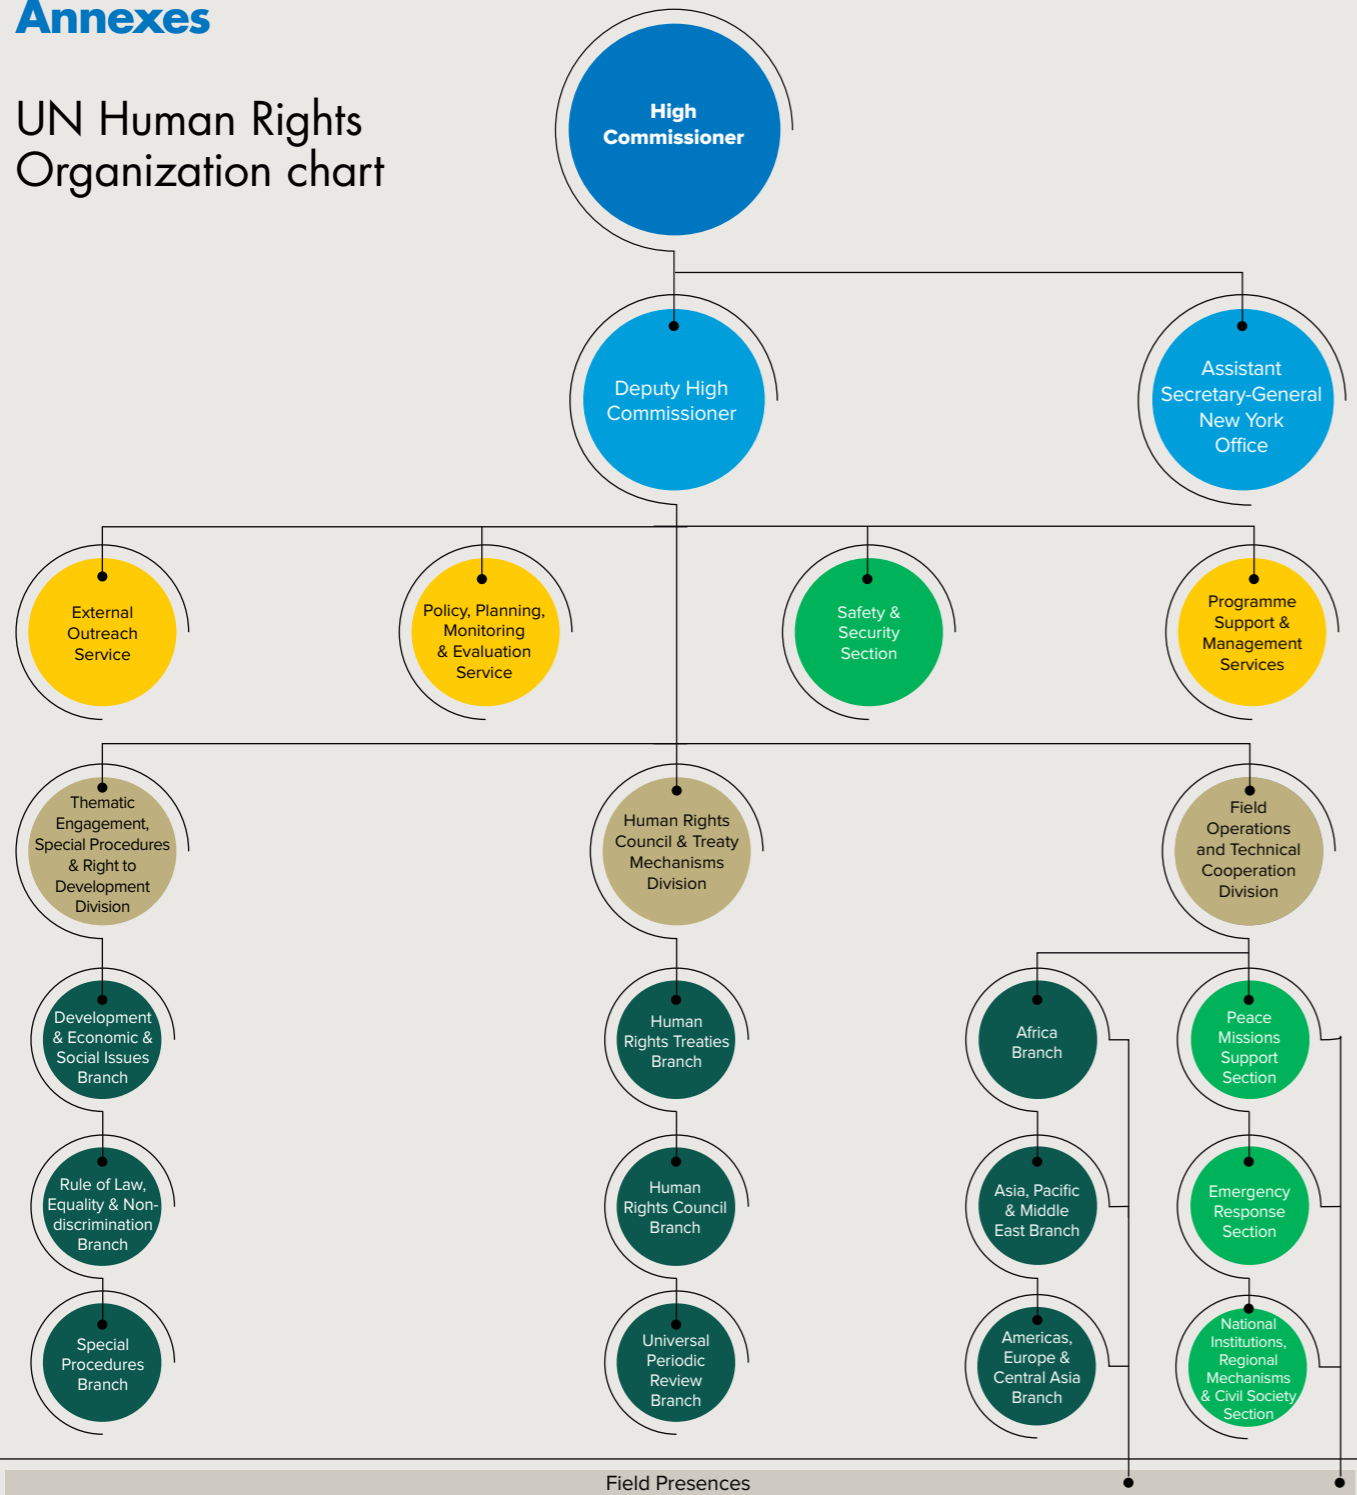 Annexes
UN Human Rights
Organization chart
High
Commissioner
Deputy High
Commissioner
Assistant
Secretary-General
New York
Office
External
Outreach
Service
Policy, Planning,
Monitoring
& Evaluation
Service
Safety &
Security
Section
Programme
Support &
Management
Services
Thematic
Engagement,
Special Procedures
& Right to
Development
Division
Human Rights
Council & Treaty
Mechanisms
Division
Field
Operations
and Technical
Cooperation
Division
Development
& Economic &
Social Issues
Branch
Human
Rights Treaties
Branch
Africa
Branch
Peace
Missions
Support
Section
Rule of Law,
Equality & Non-
discrimination
Branch
Human
Rights Council
Branch
Asia, Pacific
& Middle
East Branch
Emergency
Response
Section
Special
Procedures
Branch
Universal
Periodic
Review
Branch
Americas,
Europe &
Central Asia
Branch
National
Institutions,
Regional
Mechanisms
& Civil Society
Section
Field Presences